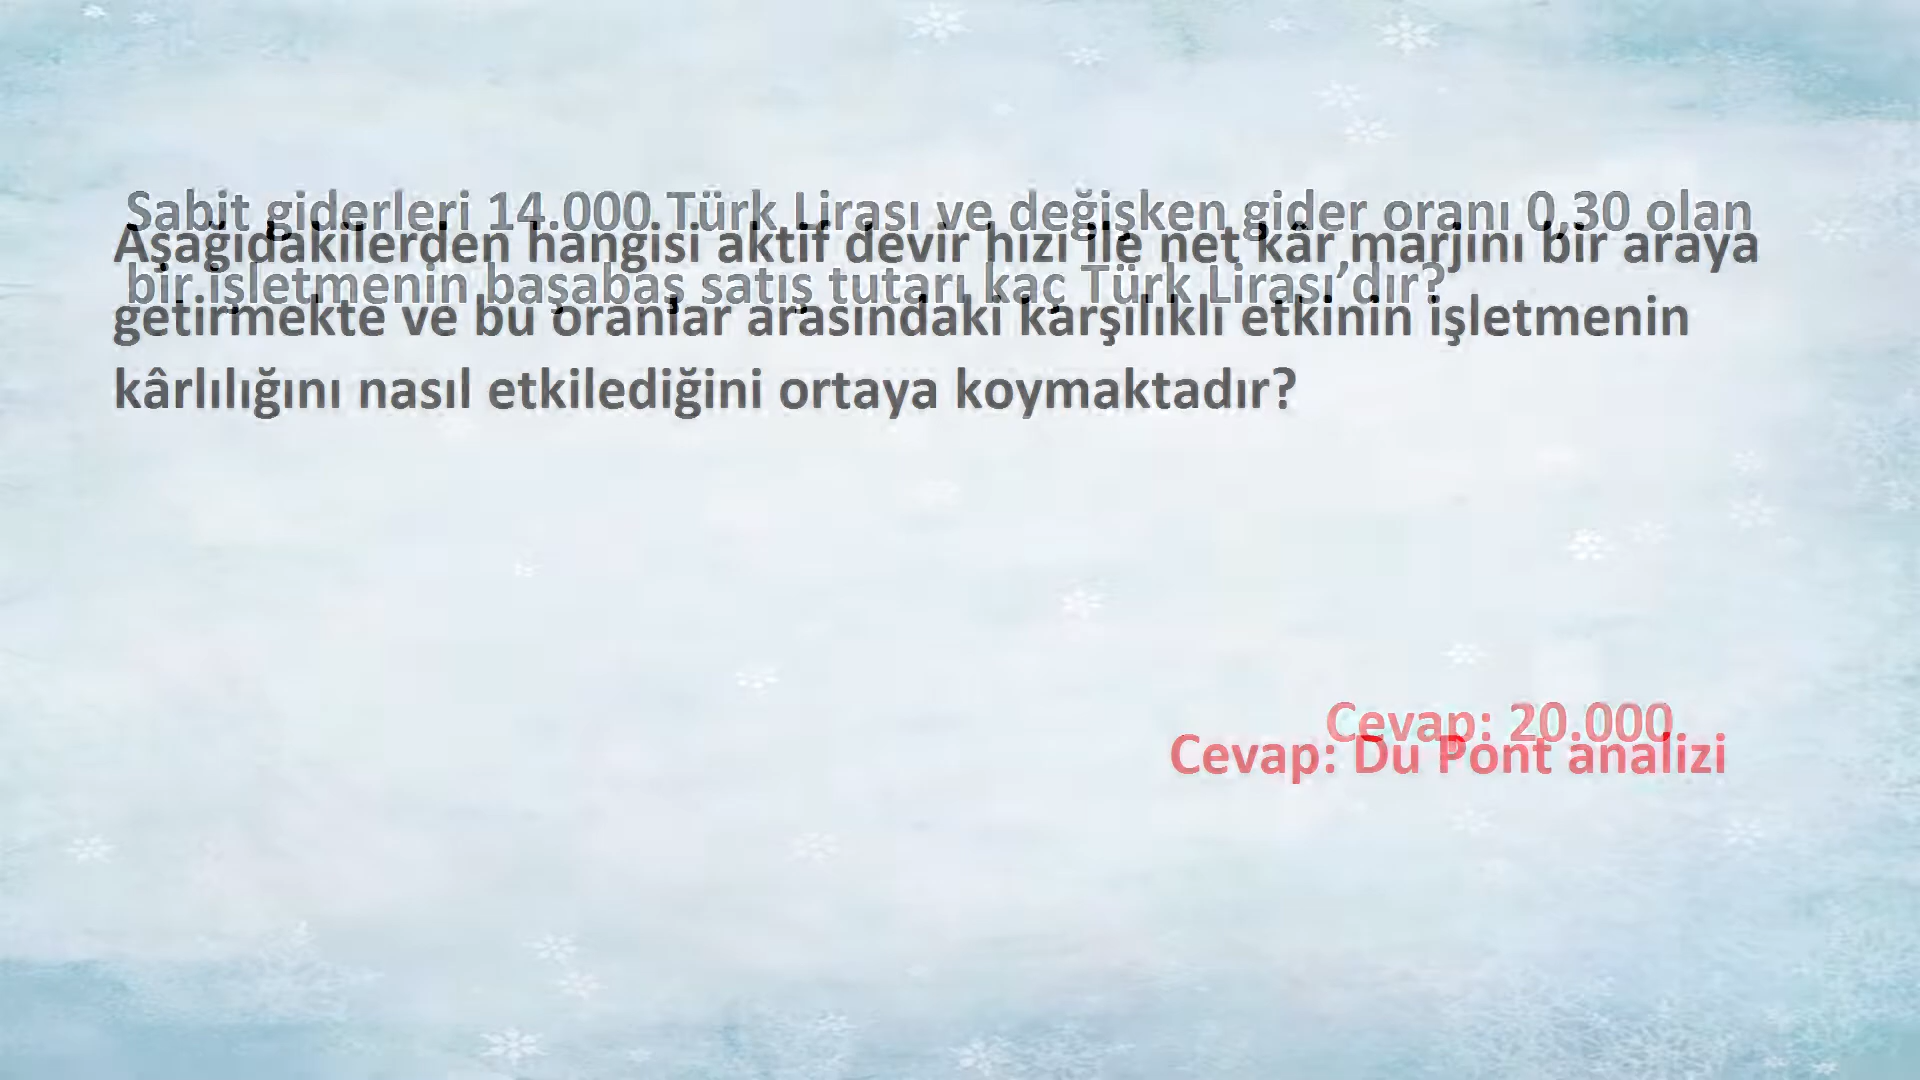 Sabit giderleri 14.000 Türk Lirası ve değişken gider oranı 0,30 olan
bir işletmenin başabaş satış tutarı kaç Türk Lirası’dır?
Aşağıdakilerden hangisi aktif devir hızı ile net kâr marjını bir araya
getirmekte ve bu oranlar arasındaki karşılıklı etkinin işletmenin
kârlılığını nasıl etkilediğini ortaya koymaktadır?
Cevap: 20.000
Cevap: Du Pont analizi